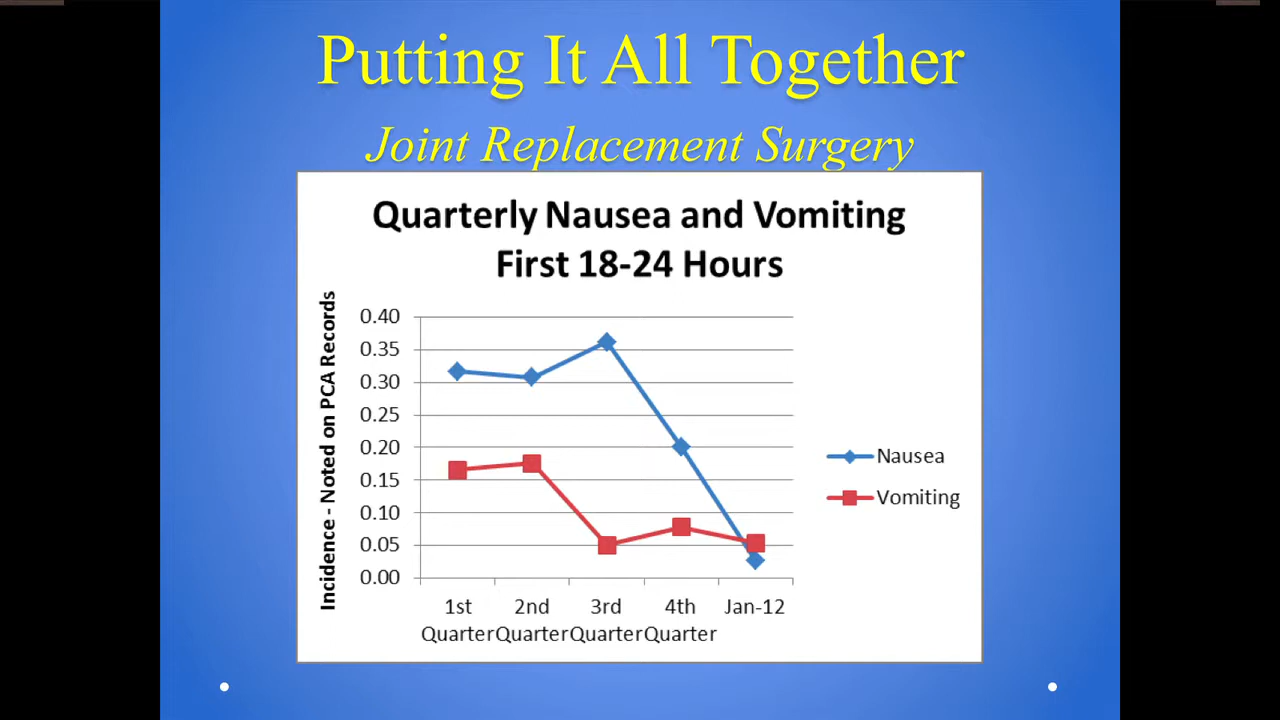 Putting It All Together
Joint Replacement Surgery
Quarterly Nausea and Vomiting
First 18-24 Hours
Incidence - Noted on PCA Records
0.40
0.35
0.30
0.25
0.20
0.15
0.10
0.05
0.00
1st Quarter
2nd Quarter
3rd Quarter
4th Quarter
Jan-12
Nausea
Vomiting